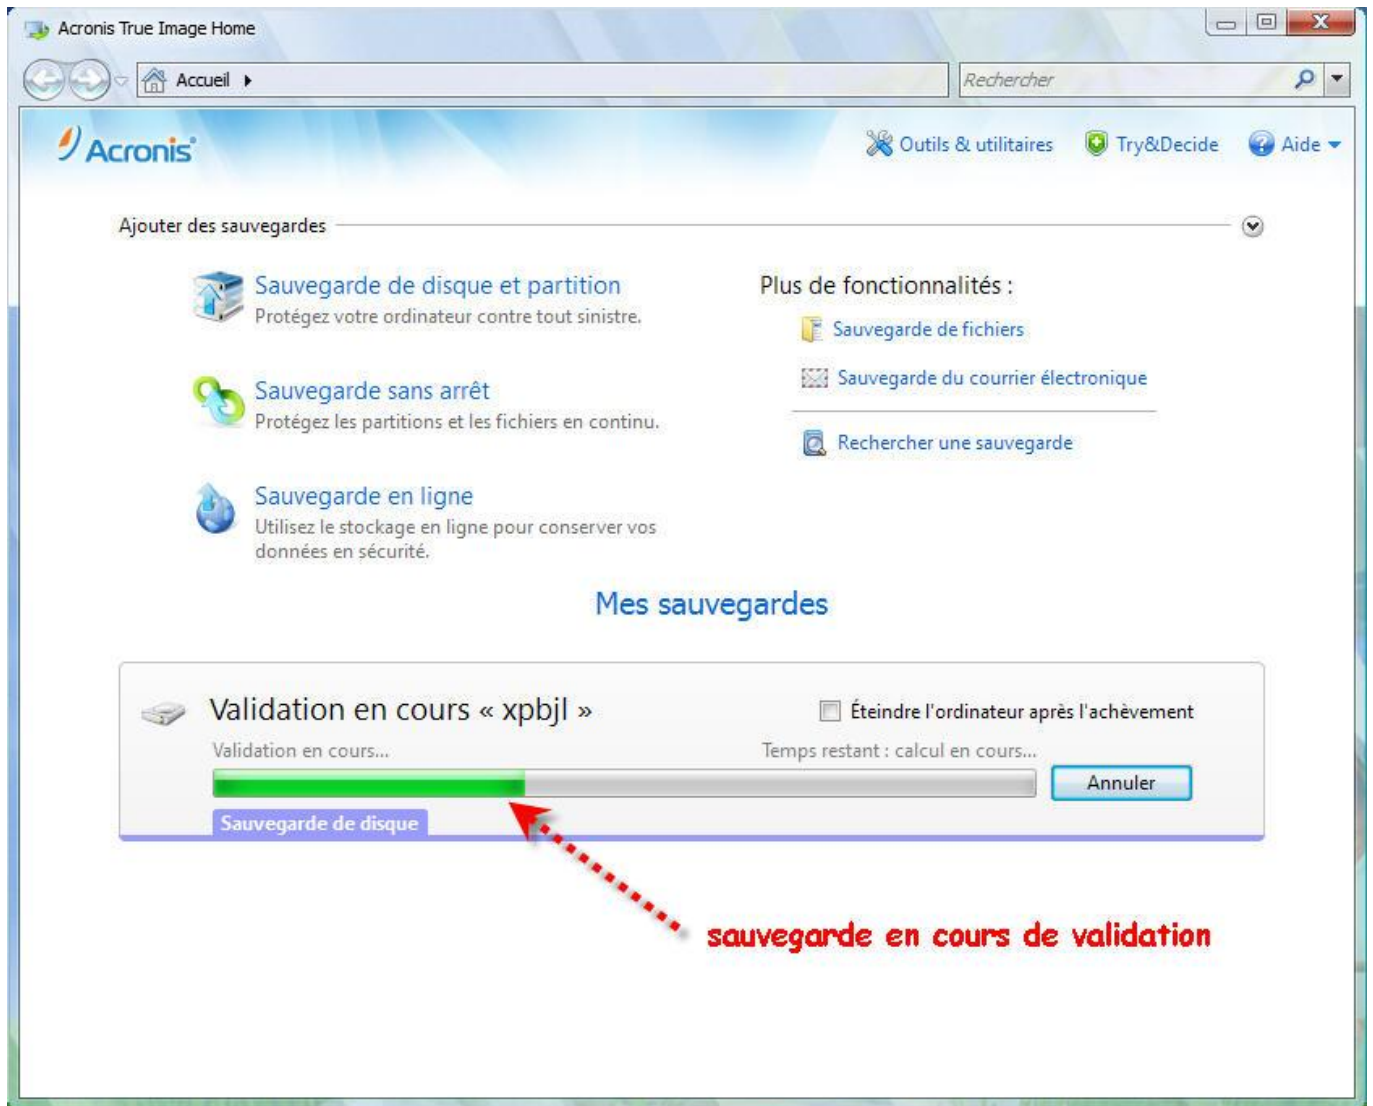 Acronis True Image Home
Accueil
Rechercher
Acronis
Outils & utilitaires
Try&Decide
Aide
Ajouter des sauvegardes
Sauvegarde de disque et partition
Protégez votre ordinateur contre tout sinistre.
Sauvegarde sans arrêt
Protégez les partitions et les fichiers en continu.
Sauvegarde en ligne
Utilisez le stockage en ligne pour conserver vos
données en sécurité.
Plus de fonctionnalités :
Sauvegarde de fichiers
Sauvegarde du courrier électronique
Rechercher une sauvegarde
Mes sauvegardes
Validation en cours « xpbjl »
Éteindre l'ordinateur après l'achèvement
Validation en cours...
Temps restant : calcul en cours...
Annuler
Sauvegarde de disque
sauvegarde en cours de validation